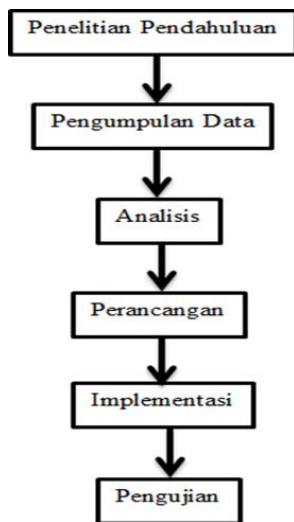 Penelitian Pendahuluan
Pengumpulan Data
Analisis
Perancangan
Implementasi
Pengujian